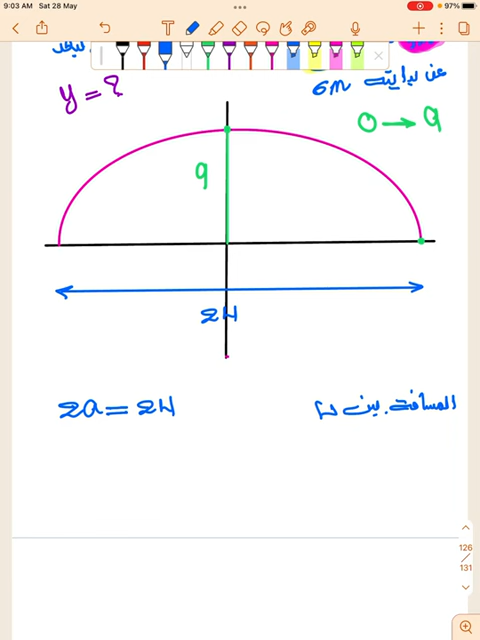 9:03 AM Sat 28 May
97%
عن بدايته 6m
y = ?
0 → 9
9
24
2a = 24
المسافة بين
126
131